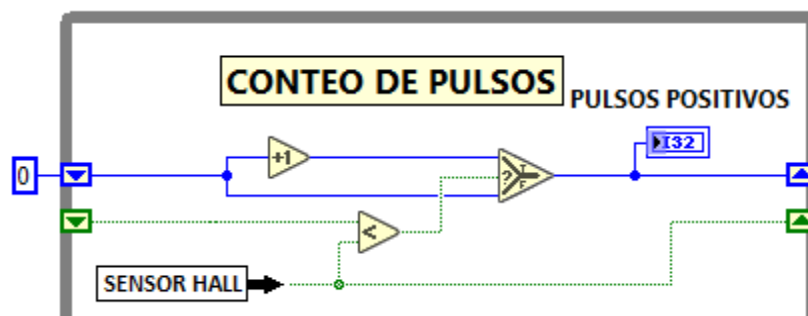 CONTEO DE PULSOS
PULSOS POSITIVOS
+1
I32
0
?
T
F
<
SENSOR HALL